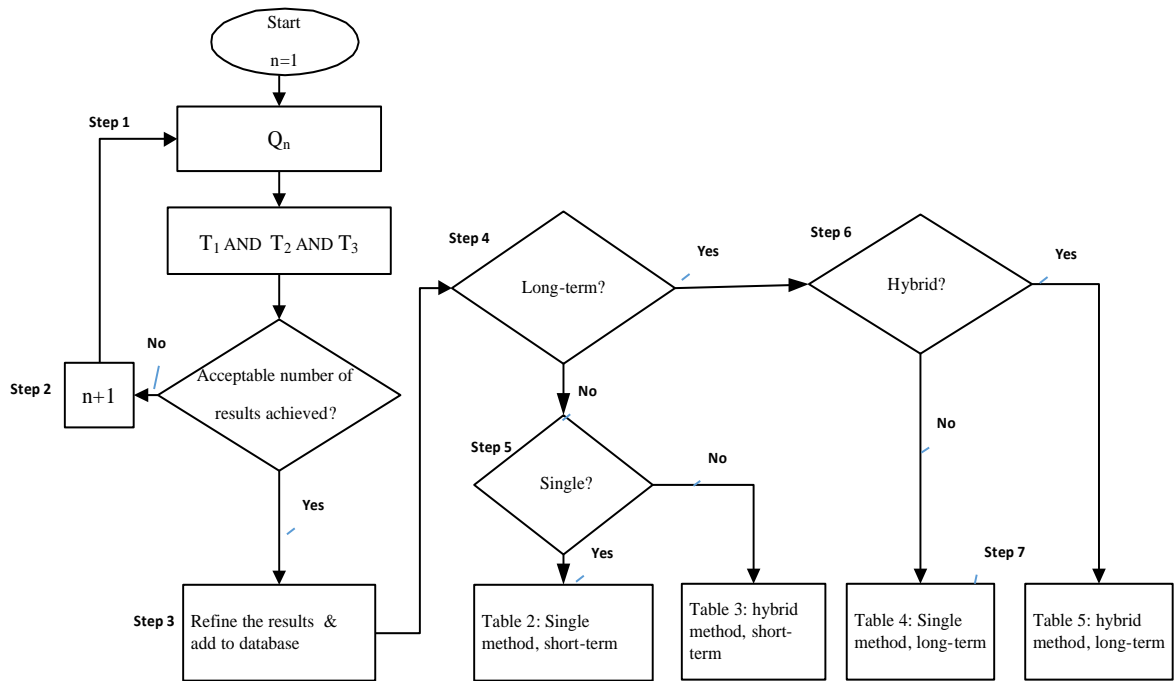 Start
n=1
Step 1
Qn
T1 AND T2 AND T3
No
Step 2
n+1
Acceptable number of
results achieved?
Yes
Step 3
Refine the results &
add to database
Step 4
Long-term?
Yes
No
Step 5
Single?
No
Yes
Table 2: Single
method, short-term
Table 3: hybrid
method, short-
term
Step 6
Hybrid?
Yes
No
Step 7
Table 4: Single
method, long-term
Table 5: hybrid
method, long-term